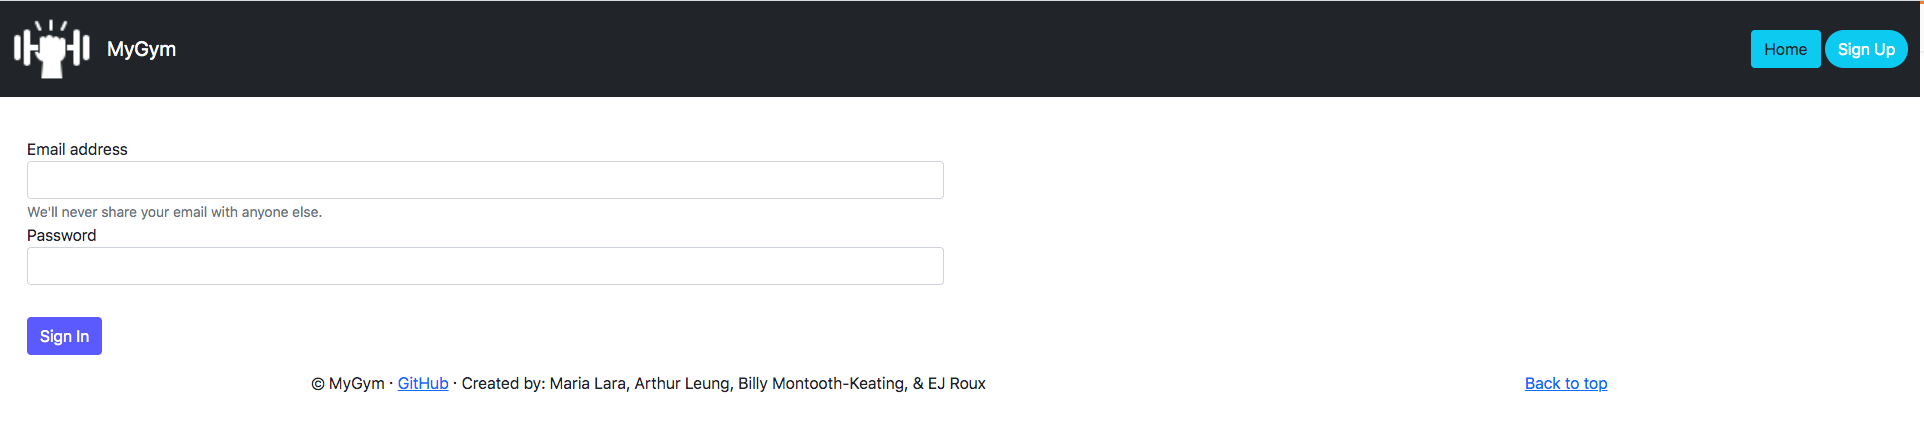 MyGym
Home Sign Up
Email address
We'll never share your email with anyone else.
Password
Sign In
© MyGym · GitHub · Created by: Maria Lara, Arthur Leung, Billy Montooth-Keating, & EJ Roux
Back to top